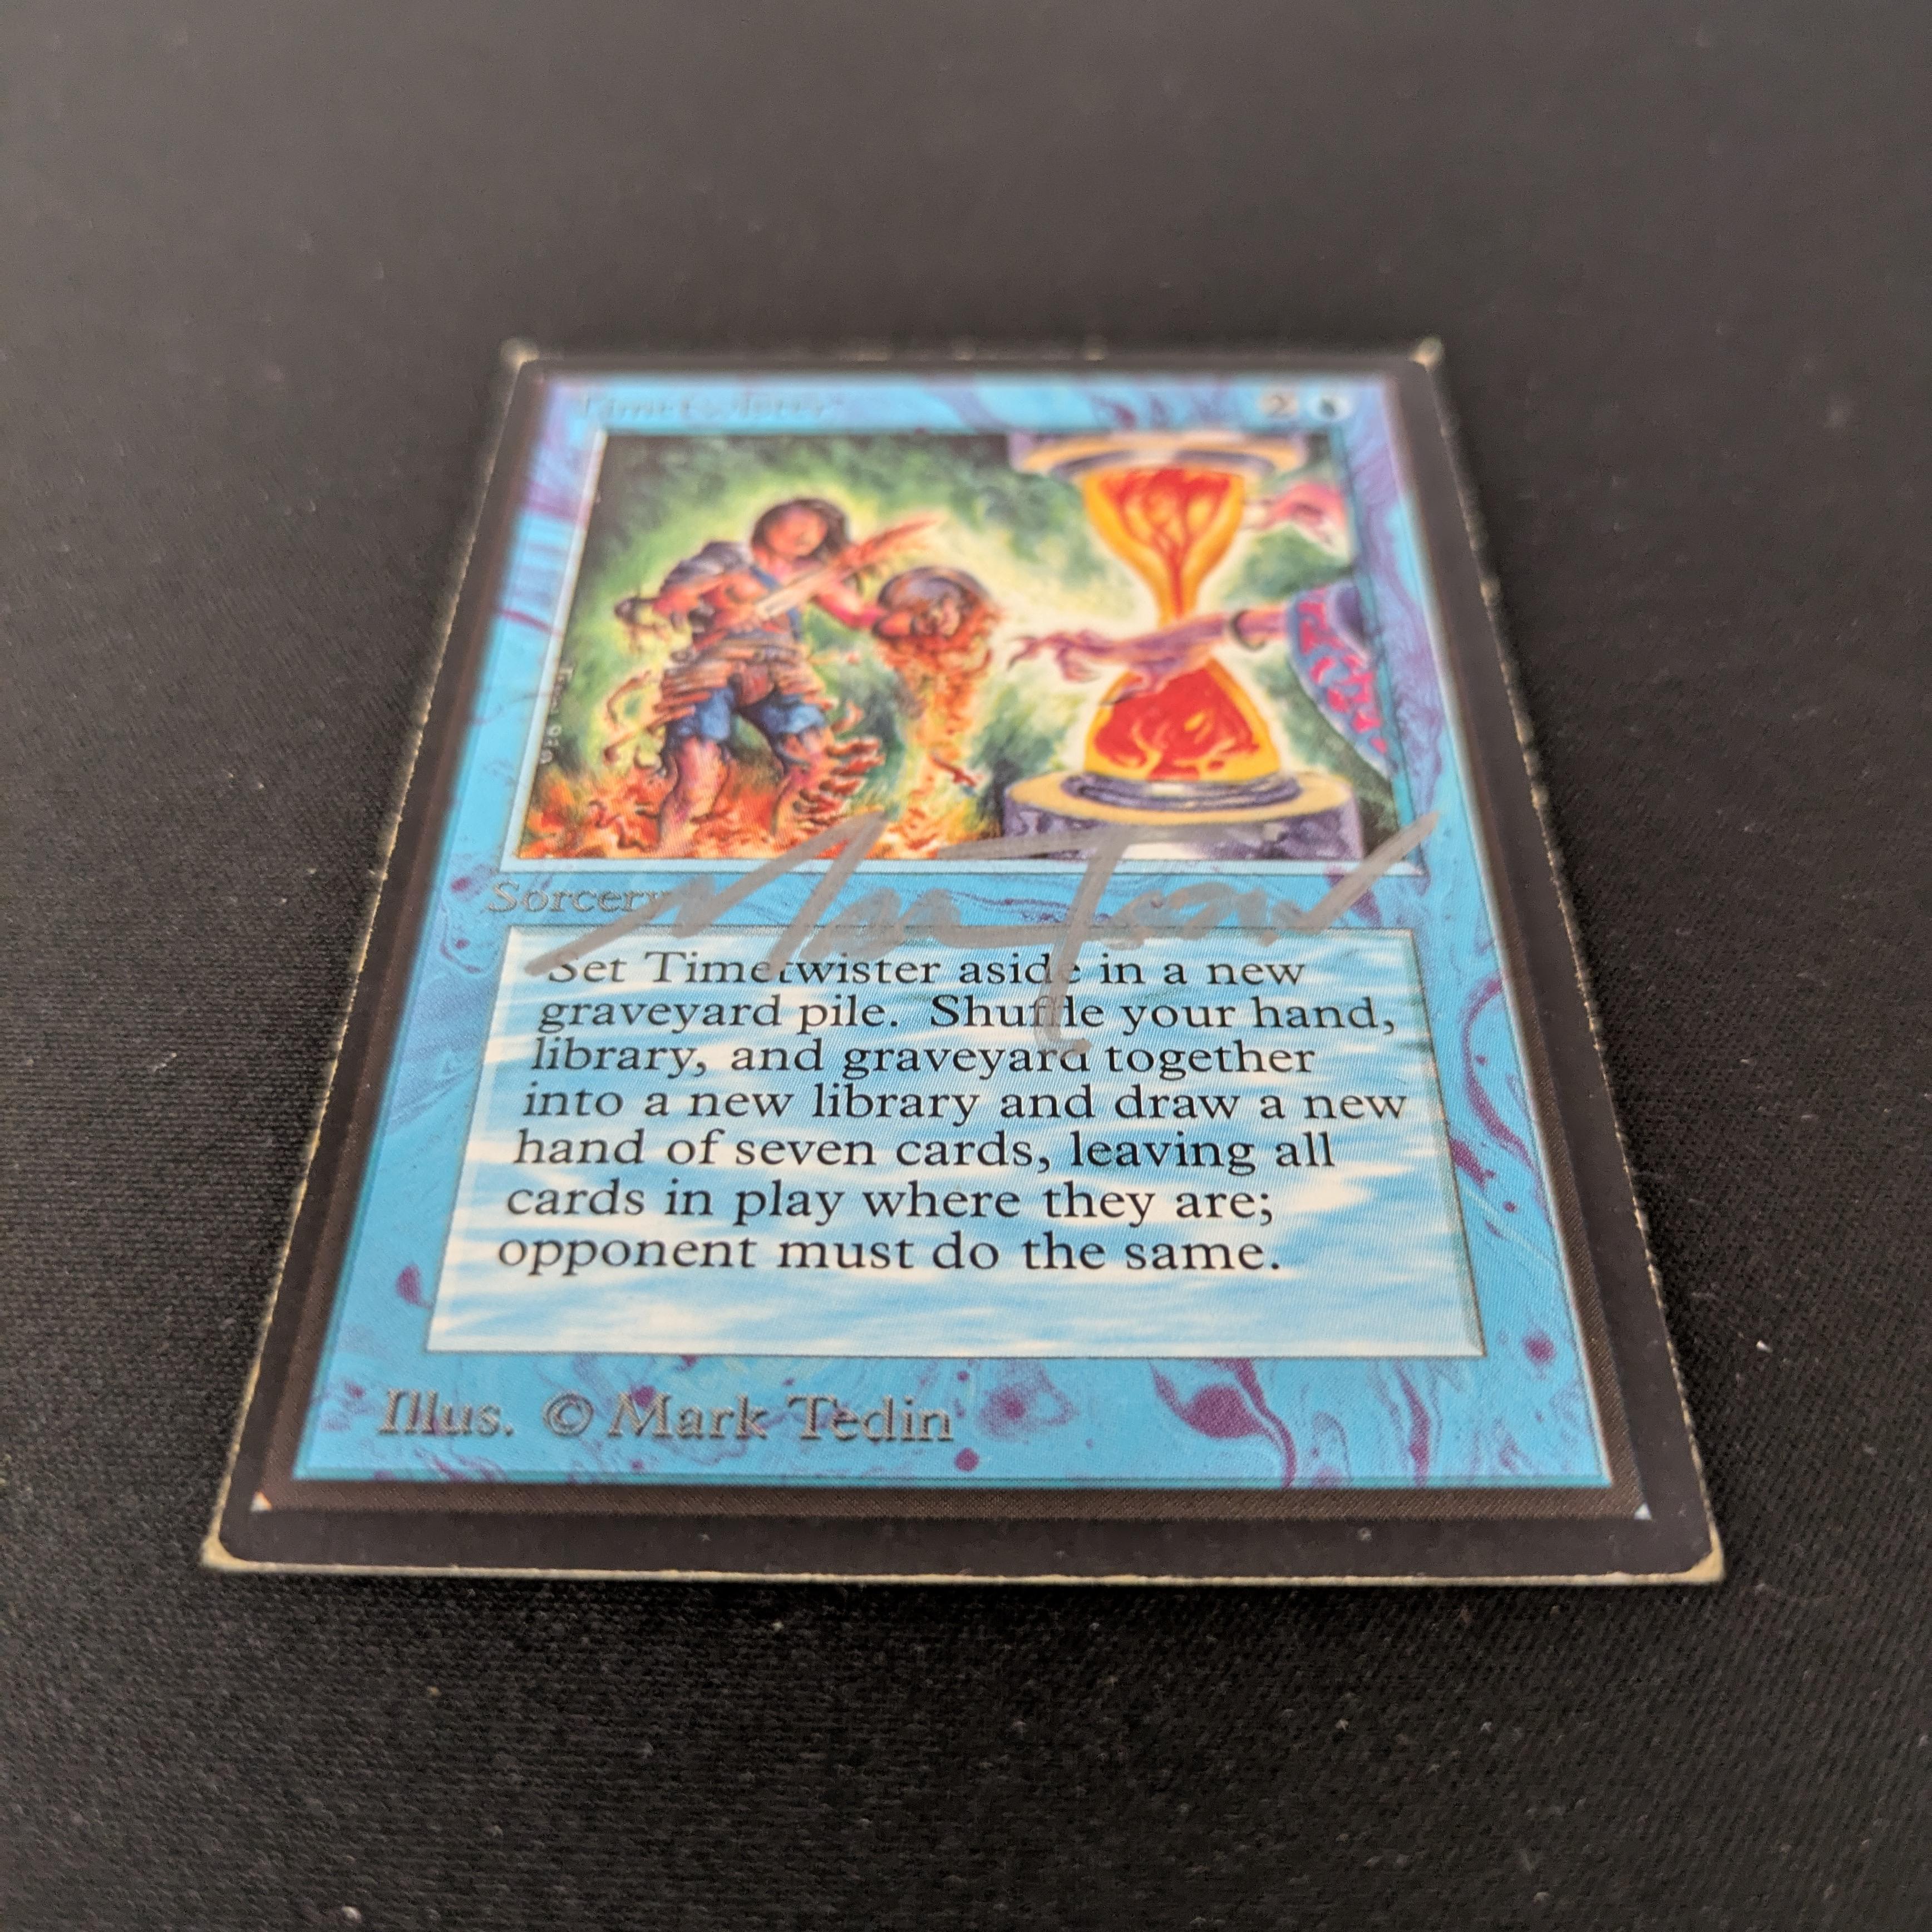 Timetwister 2
Sorcery
Set Timetwister aside in a new
graveyard pile. Shuffle your hand,
library, and graveyard together
into a new library and draw a new
hand of seven cards, leaving all
cards in play where they are;
opponent must do the same.
Illus. © Mark Tedin